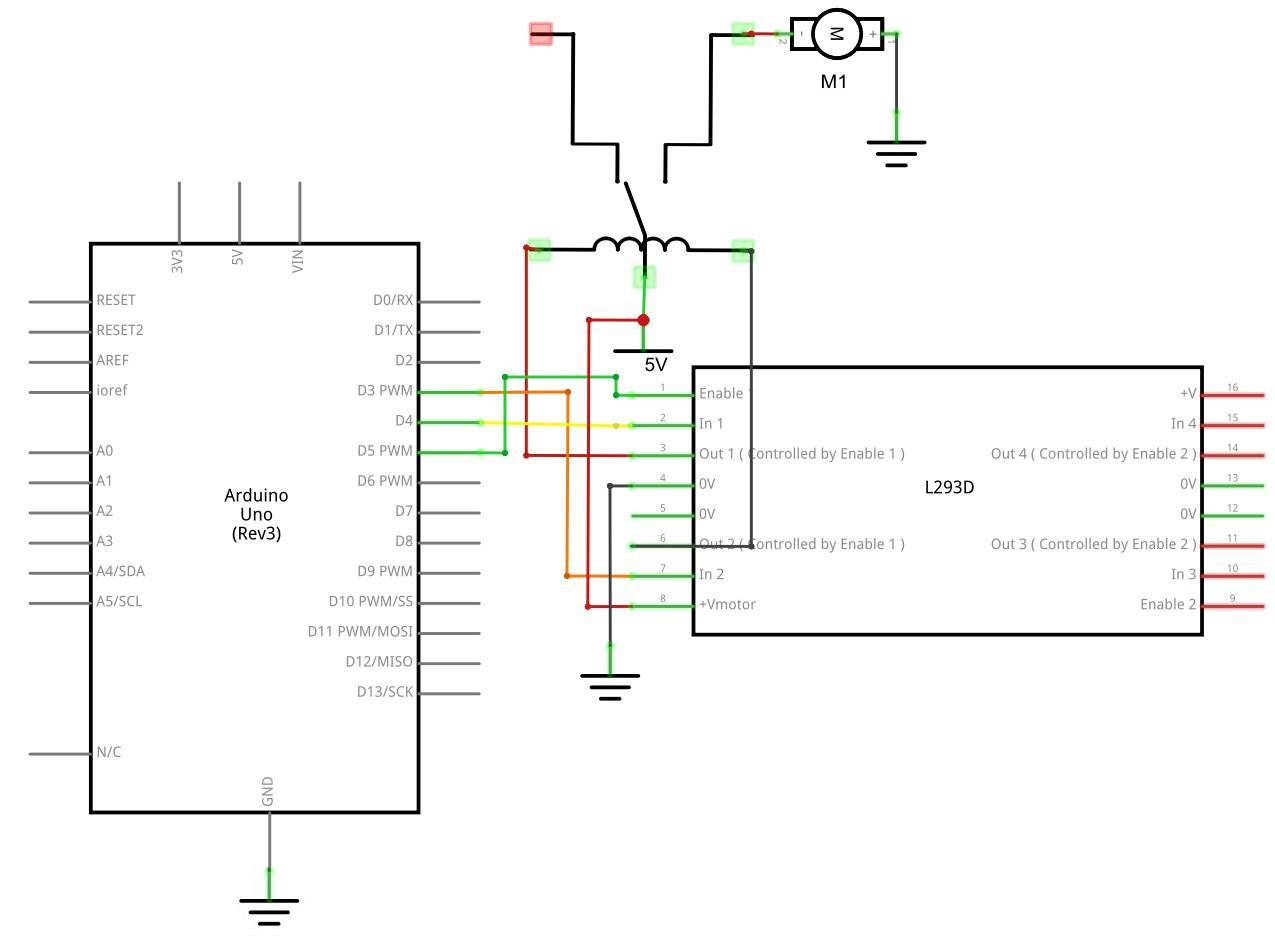 M
-
+
2
1
M1
3V3
5V
VIN
RESET
RESET2
AREF
ioref
A0
A1
A2
A3
A4/SDA
A5/SCL
N/C
D0/RX
D1/TX
D2
D3 PWM
D4
D5 PWM
D6 PWM
D7
D8
D9 PWM
D10 PWM/SS
D11 PWM/MOSI
D12/MISO
D13/SCK
Arduino
Uno
(Rev3)
GND
5V
1
Enable 1
2
In 1
3
Out 1 ( Controlled by Enable 1 )
4
0V
5
0V
6
Out 2 ( Controlled by Enable 1 )
7
In 2
8
+Vmotor
L293D
+V
16
In 4
15
Out 4 ( Controlled by Enable 2 )
14
0V
13
0V
12
Out 3 ( Controlled by Enable 2 )
11
In 3
10
Enable 2
9